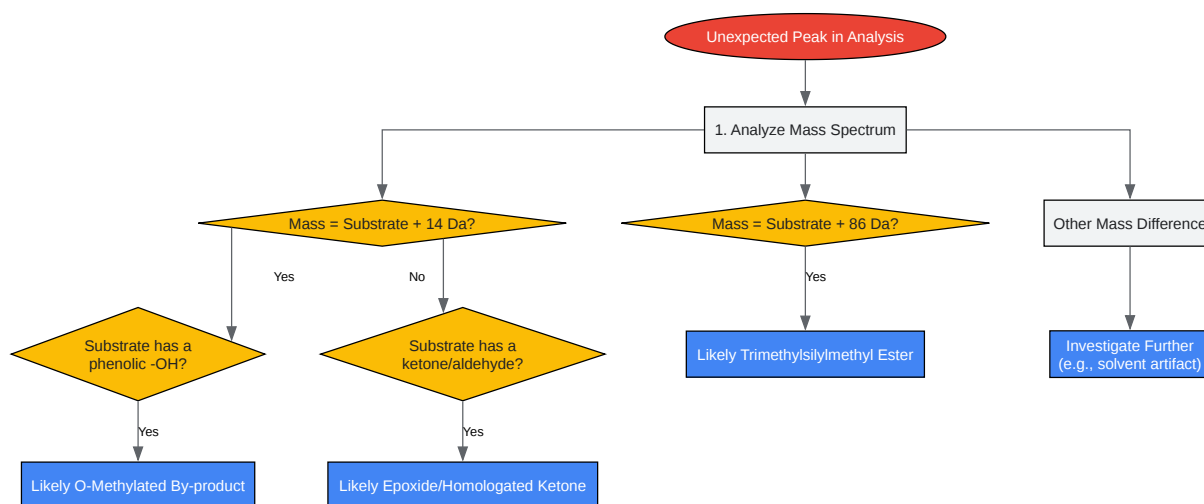 Unexpected Peak in Analysis
1. Analyze Mass Spectrum
Mass = Substrate + 14 Da?
Mass = Substrate + 86 Da?
Other Mass Difference
Yes
No
Yes
Substrate has a
phenolic -OH?
Substrate has a
ketone/aldehyde?
Likely Trimethylsilylmethyl Ester
Investigate Further
(e.g., solvent artifact)
Yes
Yes
Likely O-Methylated By-product
Likely Epoxide/Homologated Ketone